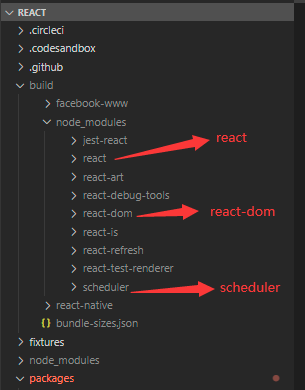 REACT
.circleci
.codesandbox
.github
build
facebook-www
node_modules
jest-react
react react
react-art
react-debug-tools
react-dom react-dom
react-is
react-refresh
react-test-renderer
scheduler scheduler
react-native
{} bundle-sizes.json
fixtures
node_modules
packages